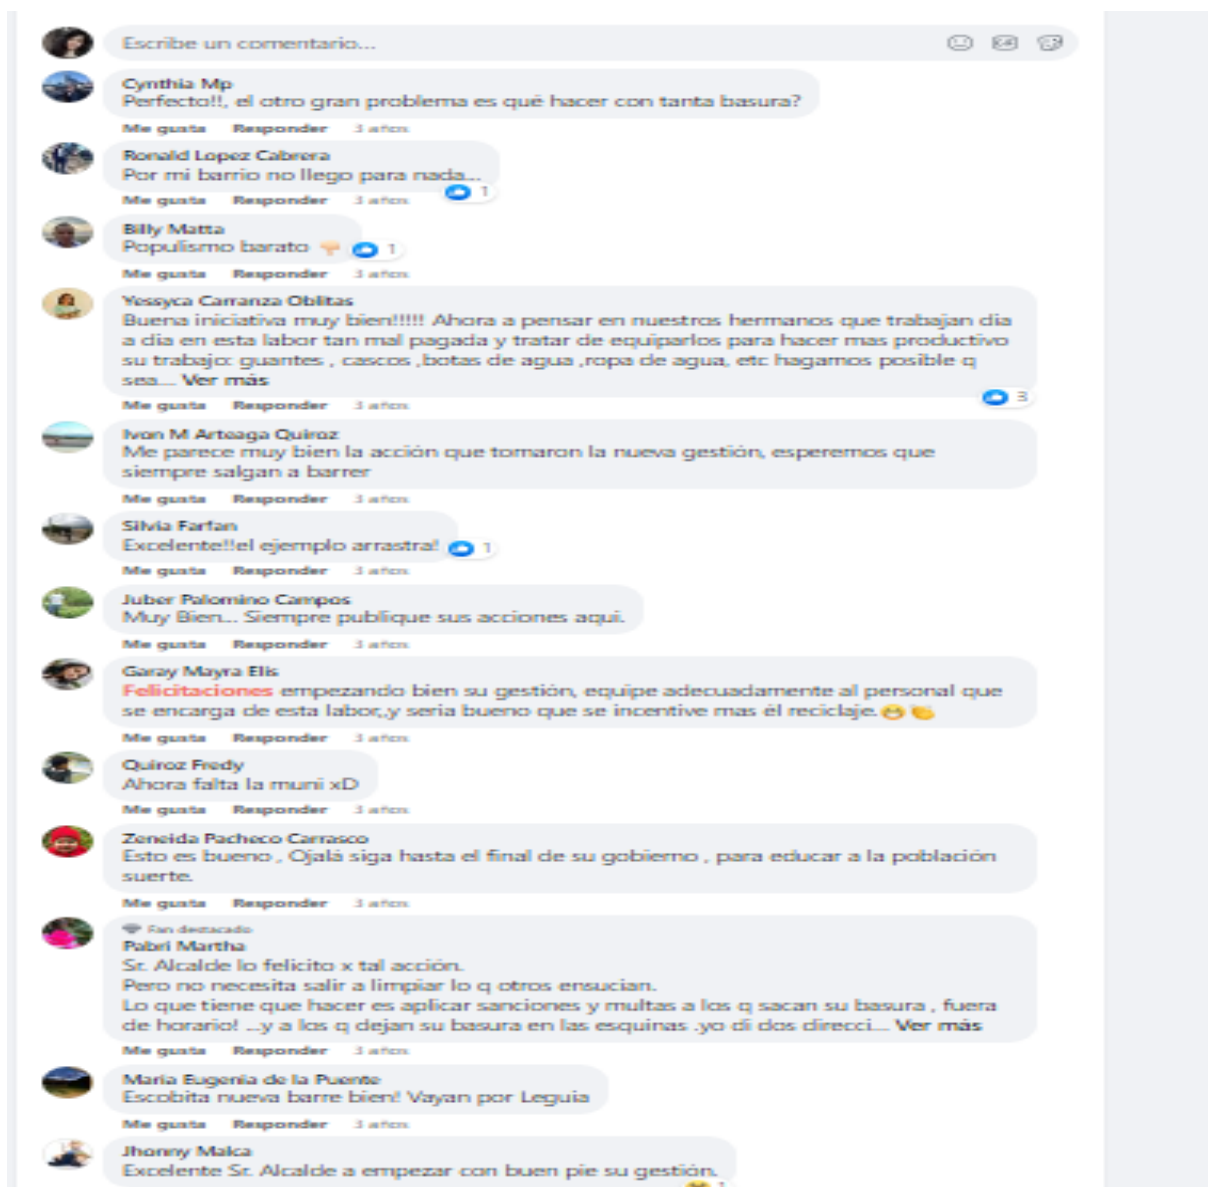 Escribe un comentario...
Cynthia Mp
Perfecto!!, el otro gran problema es qué hacer con tanta basura?
Me gusta Responder 3 años
Ronald Lopez Cabrera
Por mi barrio no llego para nada...
1
Me gusta Responder 3 años
Billy Matta
Populismo barato 👎 1
Me gusta Responder 3 años
Yessyca Carranza Oblitas
Buena iniciativa muy bien!!!!! Ahora a pensar en nuestros hermanos que trabajan dia
a dia en esta labor tan mal pagada y tratar de equiparlos para hacer mas productivo
su trabajo: guantes , cascos ,botas de agua ,ropa de agua, etc hagamos posible q
sea... Ver más
3
Me gusta Responder 3 años
Ivon M Arteaga Quiroz
Me parece muy bien la acción que tomaron la nueva gestión, esperemos que
siempre salgan a barrer
Me gusta Responder 3 años
Silvia Farfan
Excelente!!el ejemplo arrastra! 1
Me gusta Responder 3 años
Juber Palomino Campos
Muy Bien... Siempre publique sus acciones aqui.
Me gusta Responder 3 años
Garay Mayra Elis
Felicitaciones empezando bien su gestión, equipe adecuadamente al personal que
se encarga de esta labor,,y seria bueno que se incentive mas él reciclaje.😁👏
Me gusta Responder 3 años
Quiroz Fredy
Ahora falta la muni xD
Me gusta Responder 3 años
Zeneida Pacheco Carrasco
Esto es bueno , Ojalá siga hasta el final de su gobierno , para educar a la población
suerte.
Me gusta Responder 3 años
Fan destacado
Pabri Martha
Sr. Alcalde lo felicito x tal acción.
Pero no necesita salir a limpiar lo q otros ensucian.
Lo que tiene que hacer es aplicar sanciones y multas a los q sacan su basura , fuera
de horario! ...y a los q dejan su basura en las esquinas .yo di dos direcci... Ver más
Me gusta Responder 3 años
Maria Eugenia de la Puente
Escobita nueva barre bien! Vayan por Leguia
Me gusta Responder 3 años
Jhonny Malca
Excelente Sr. Alcalde a empezar con buen pie su gestión.